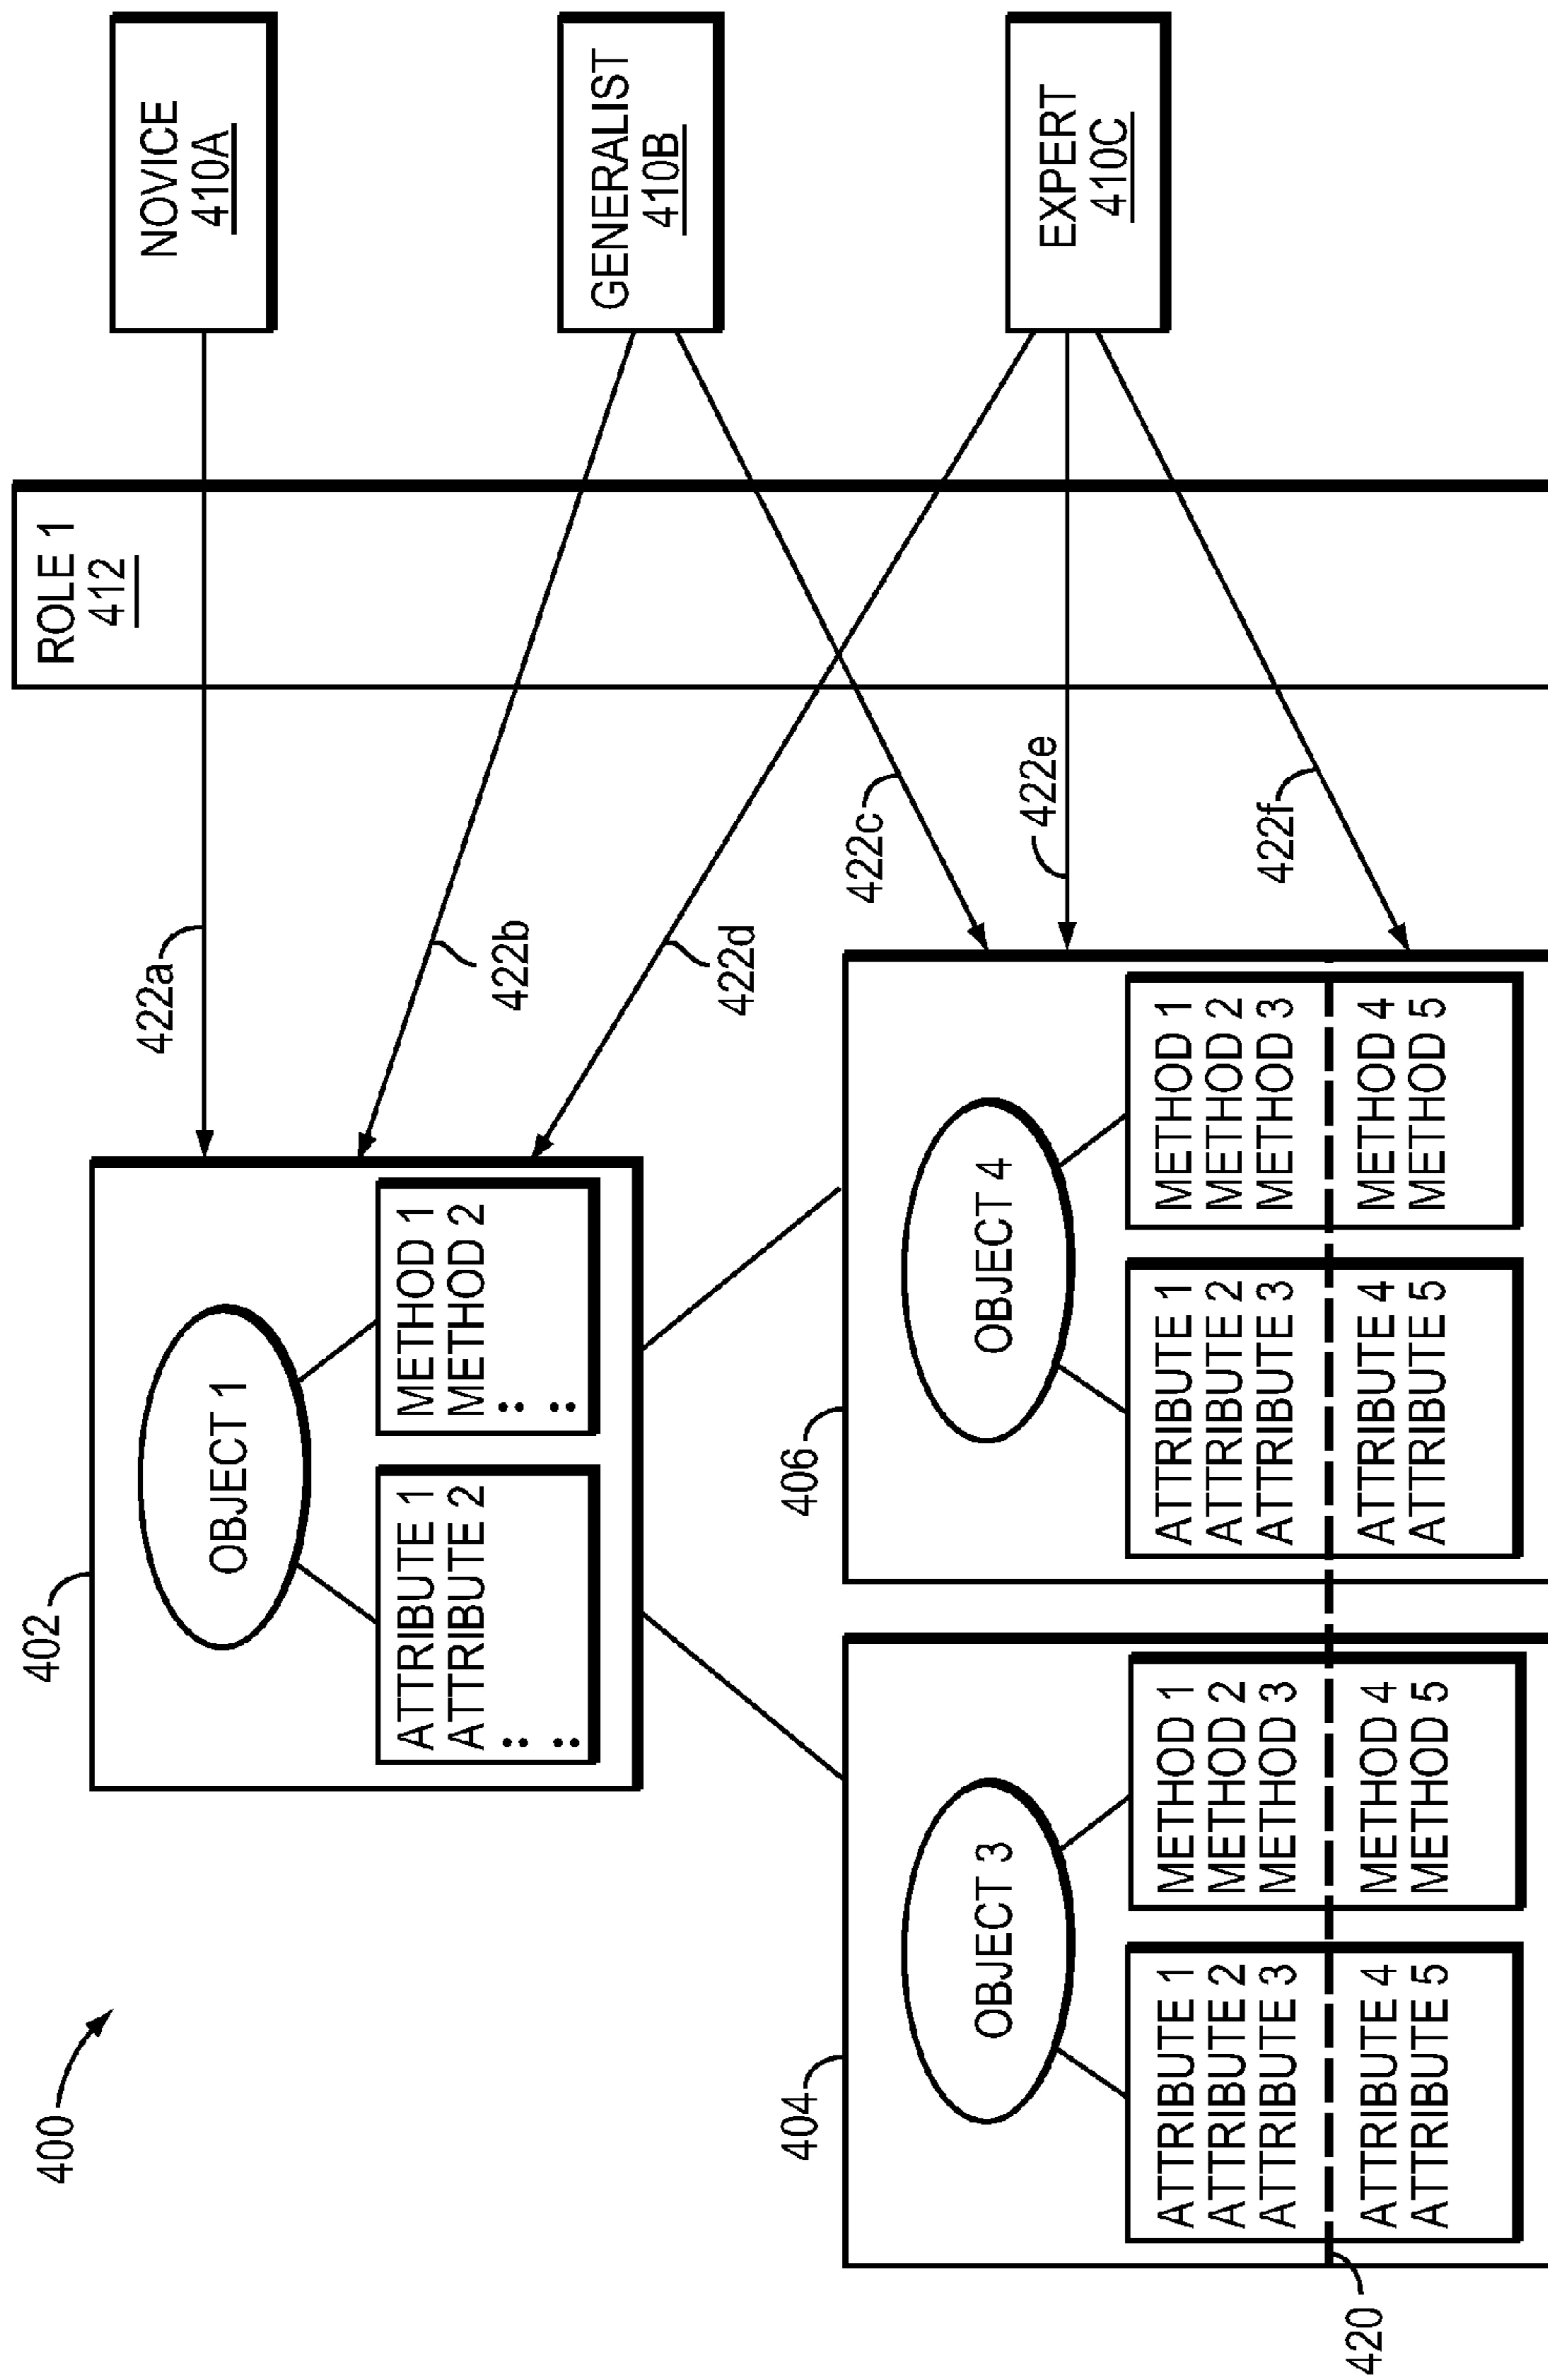 400
402
OBJECT 1
ATTRIBUTE 1
ATTRIBUTE 2
METHOD 1
METHOD 2
422a
422b
422d
ROLE 1
412
NOVICE
410A
GENERALIST
410B
EXPERT
410C
422c
422e
422f
404
OBJECT 3
ATTRIBUTE 1
ATTRIBUTE 2
ATTRIBUTE 3
ATTRIBUTE 4
ATTRIBUTE 5
METHOD 1
METHOD 2
METHOD 3
METHOD 4
METHOD 5
406
OBJECT 4
ATTRIBUTE 1
ATTRIBUTE 2
ATTRIBUTE 3
ATTRIBUTE 4
ATTRIBUTE 5
METHOD 1
METHOD 2
METHOD 3
METHOD 4
METHOD 5
420